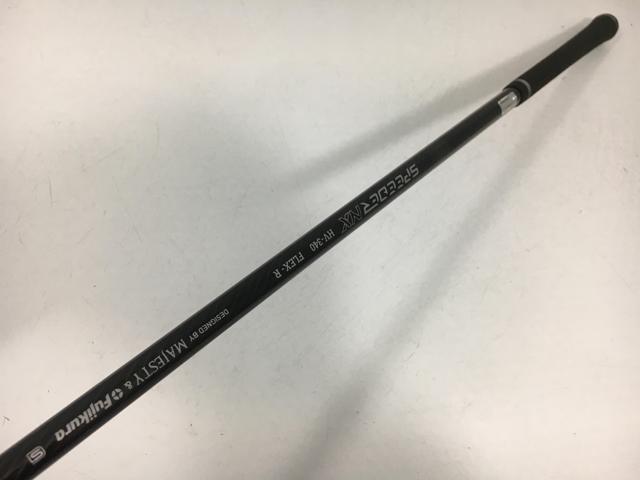 SPEEDER NX HV-340 FLEX-R
DESIGNED BY MAJESTY & Fujikura
S